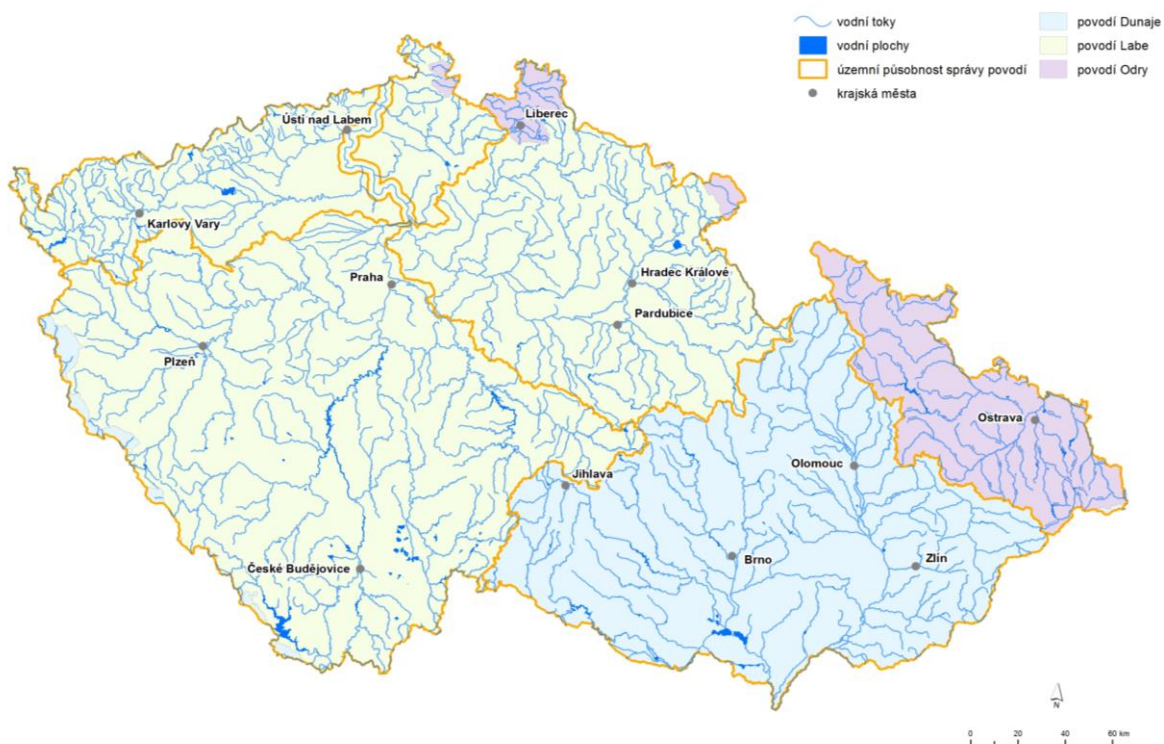 vodní toky
vodní plochy
územní působnost správy povodí
krajská města
povodí Dunaje
povodí Labe
povodí Odry
Ústí nad Labem
Liberec
Karlovy Vary
Praha
Hradec Králové
Pardubice
Plzeň
Ostrava
Olomouc
Jihlava
Brno
Zlín
České Budějovice
N
0 20 40 60 km